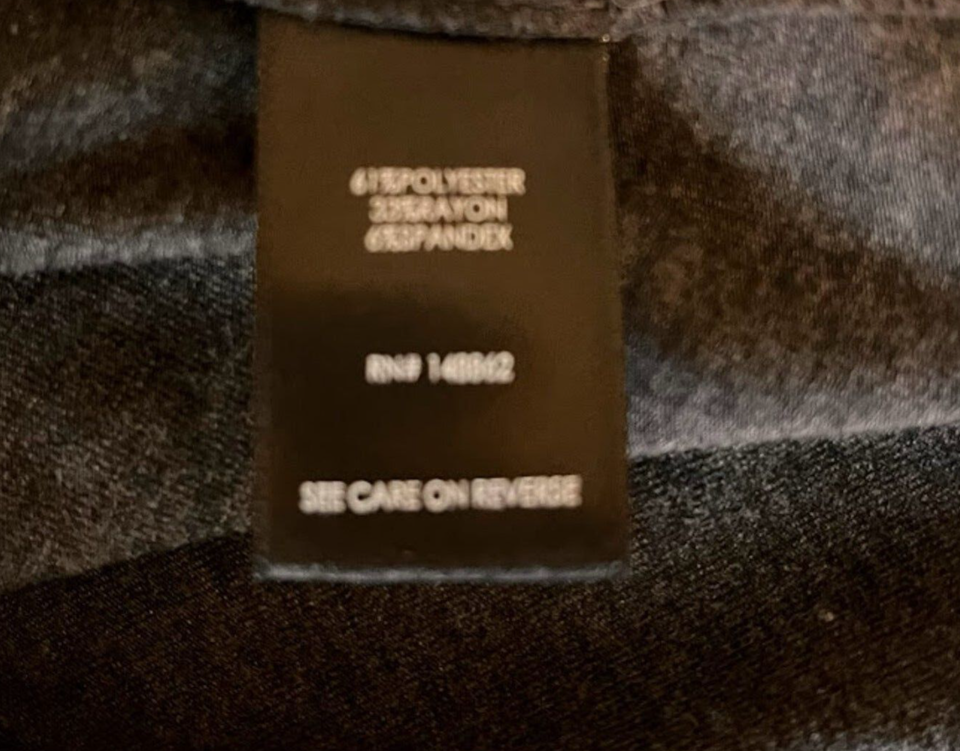 61%POLYESTER
33%RAYON
6%SPANDEX
RN#
SEE CARE ON REVERSE